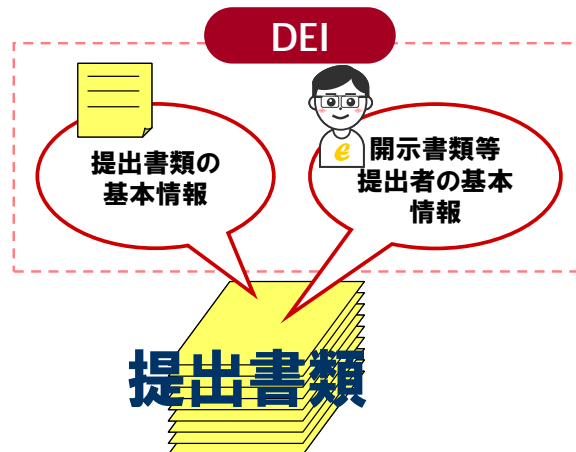 DEI
提出書類の
基本情報
e
開示書類等
提出者の基本
情報
提出書類